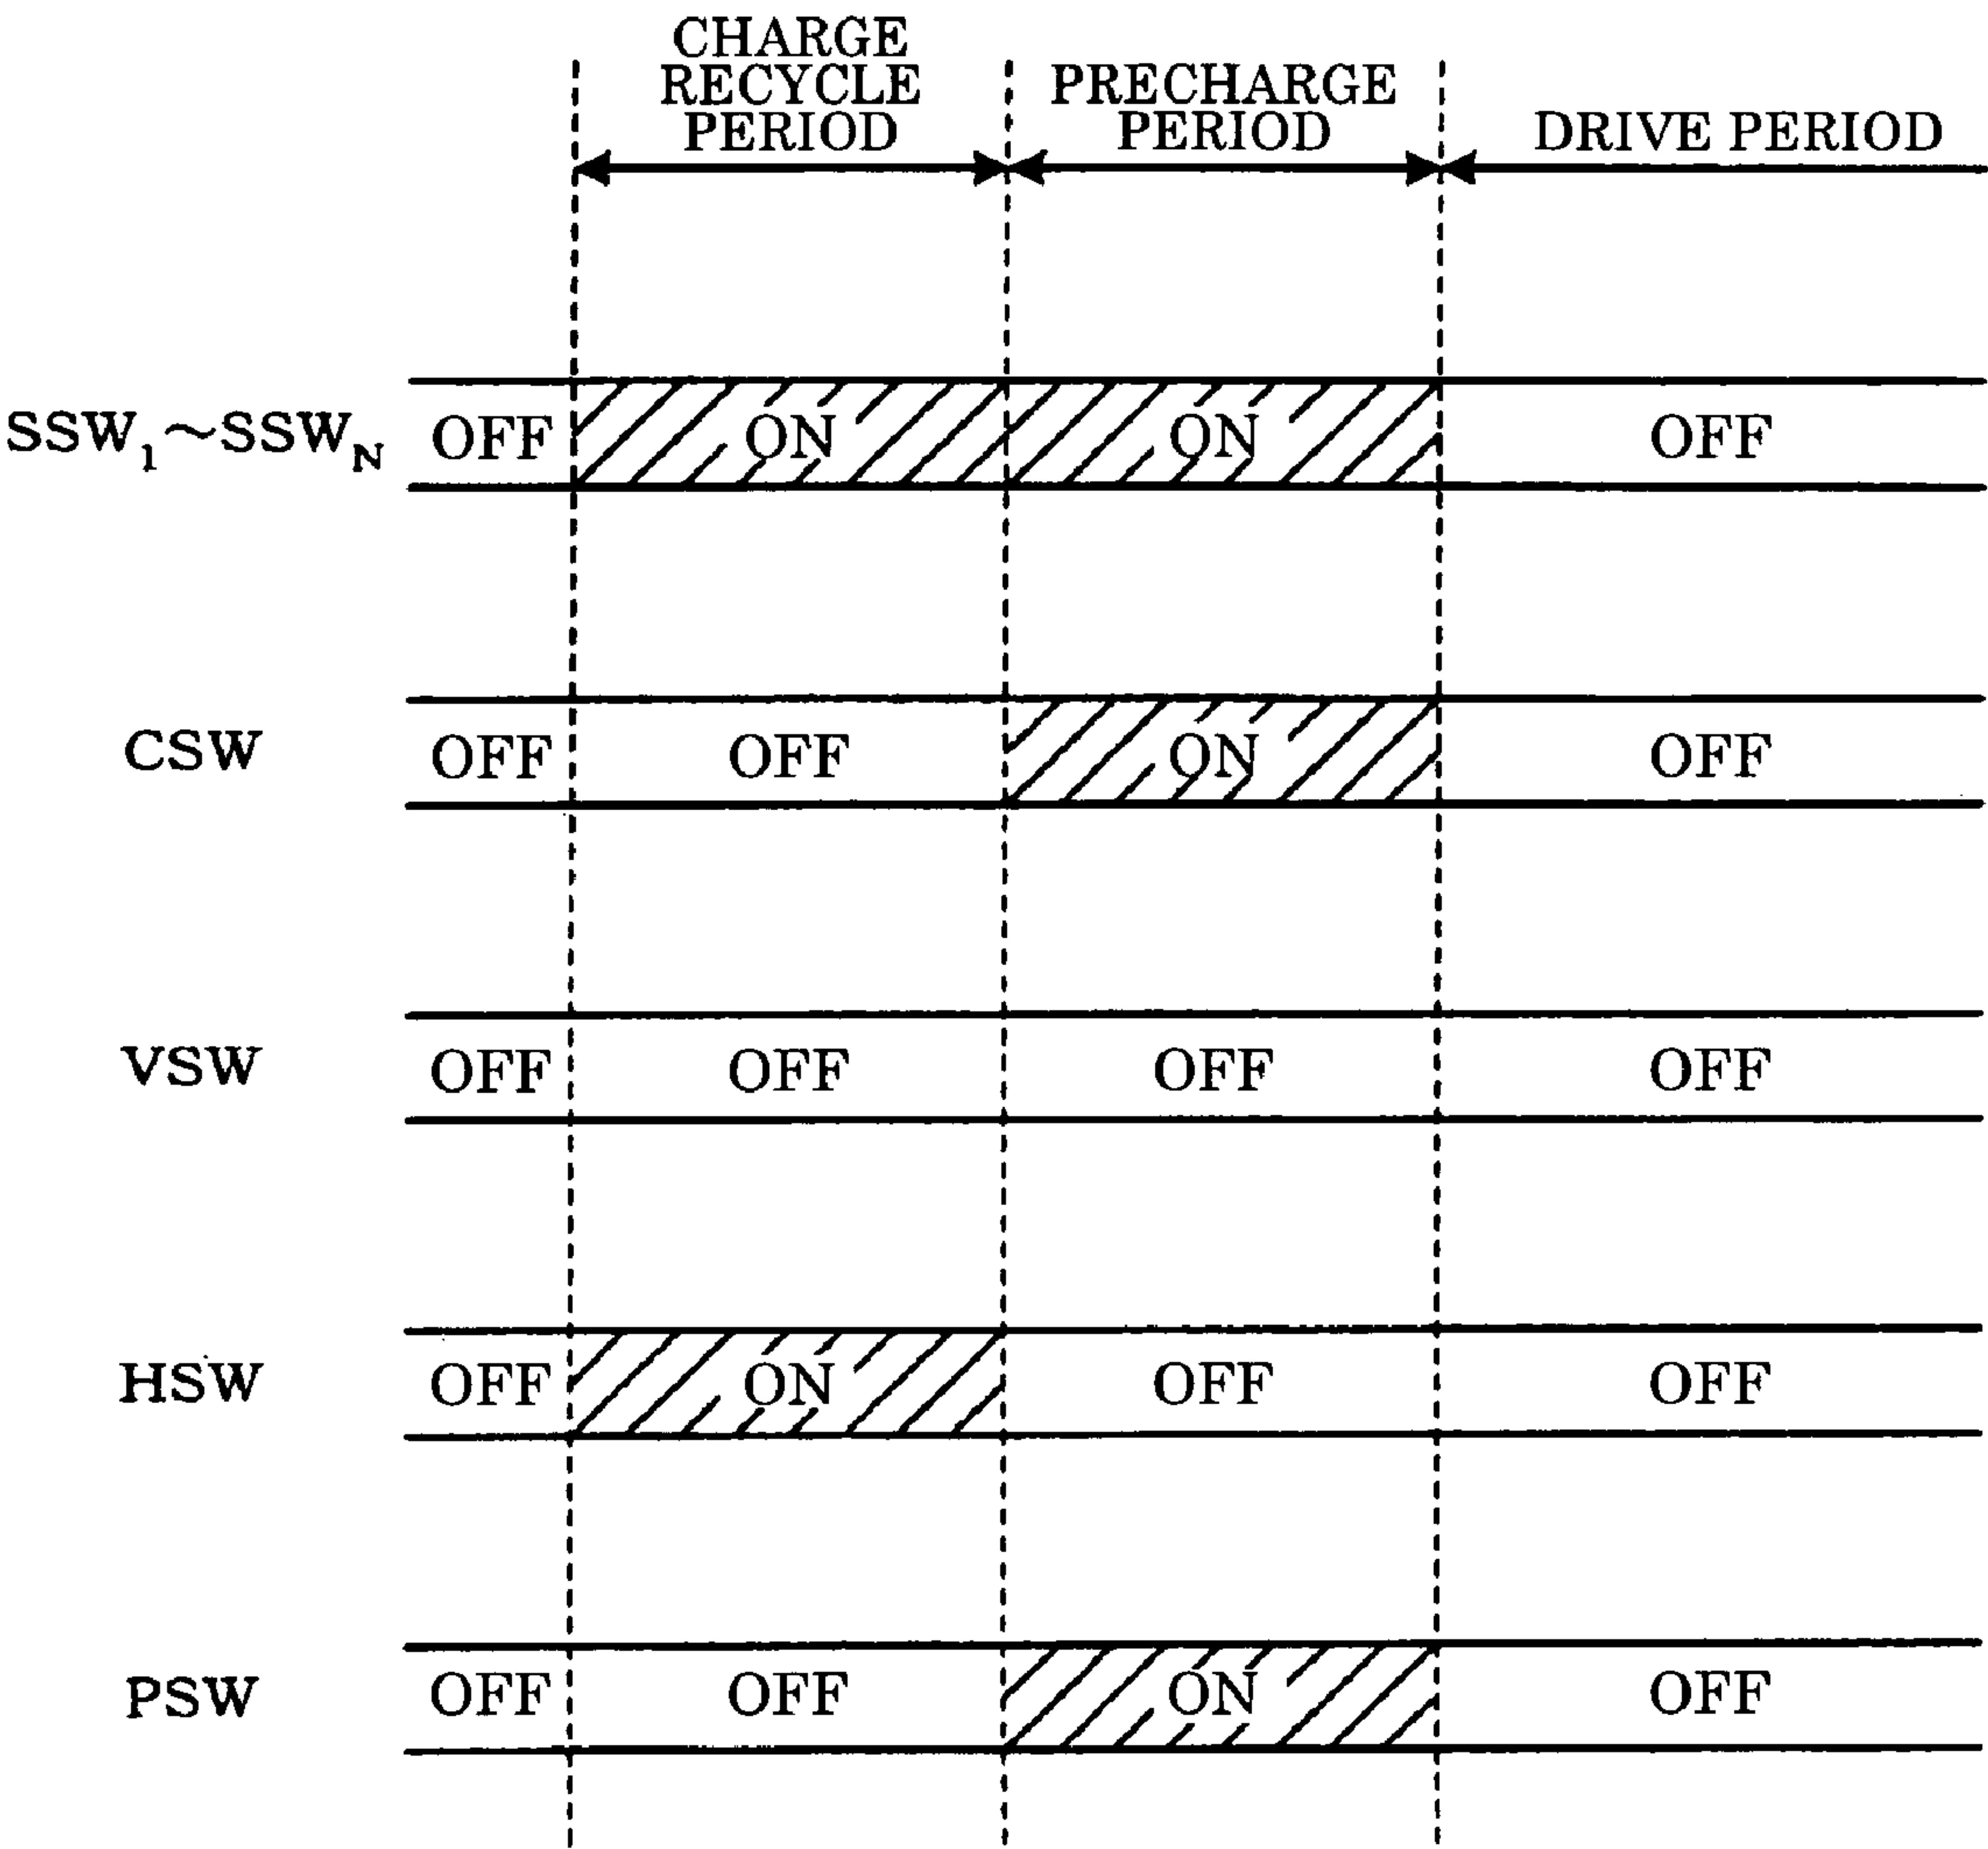 CHARGE
RECYCLE
PERIOD
PRECHARGE
PERIOD
DRIVE PERIOD
SSW1~SSWN OFF ON ON OFF
CSW OFF OFF ON OFF
VSW OFF OFF OFF OFF
HSW OFF ON OFF OFF
PSW OFF OFF ON OFF